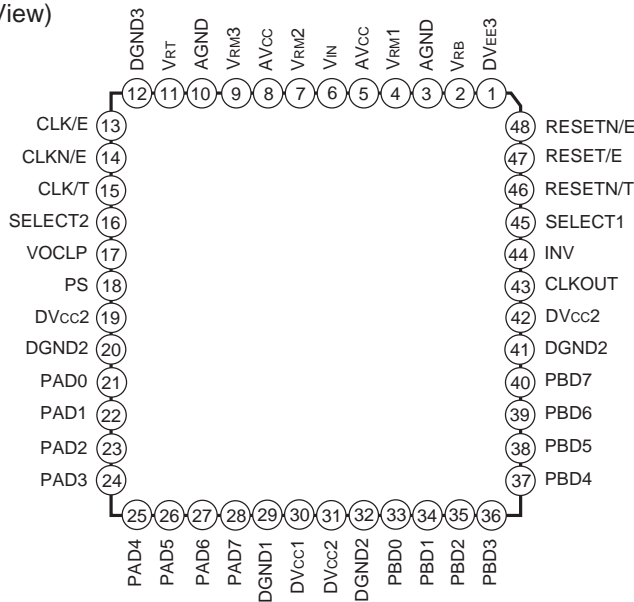 View)
DGND3
VRT
AGND
VRM3
AVCC
VRM2
VIN
AVCC
VRM1
AGND
VRB
DVEE3
12 11 10 9 8 7 6 5 4 3 2 1
CLK/E 13 48 RESETN/E
CLKN/E 14 47 RESET/E
CLK/T 15 46 RESETN/T
SELECT2 16 45 SELECT1
VOCLP 17 44 INV
PS 18 43 CLKOUT
DVCC2 19 42 DVCC2
DGND2 20 41 DGND2
PAD0 21 40 PBD7
PAD1 22 39 PBD6
PAD2 23 38 PBD5
PAD3 24 37 PBD4
25 26 27 28 29 30 31 32 33 34 35 36
PAD4
PAD5
PAD6
PAD7
DGND1
DVCC1
DVCC2
DGND2
PBD0
PBD1
PBD2
PBD3